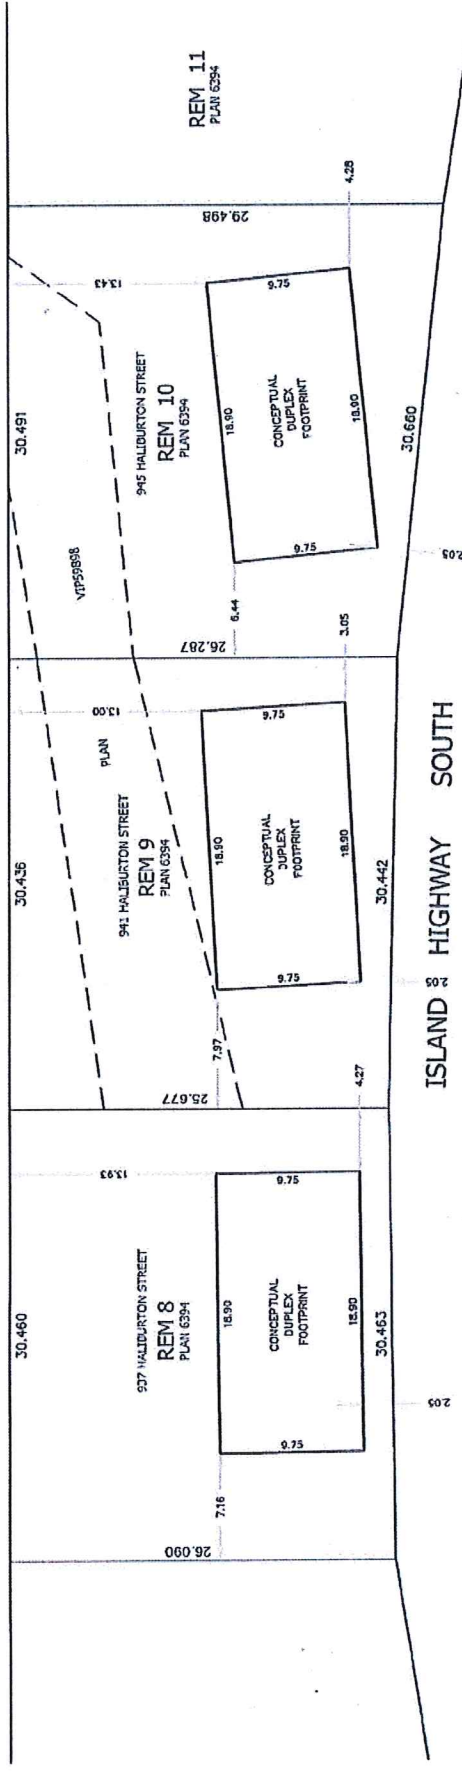 30.460
937 HALIBURTON STREET
REM 8
PLAN 6394
13.93
26.090
7.16
18.90
9.75
CONCEPTUAL
DUPLEX
FOOTPRINT
9.75
18.90
4.27
30.463
2.05
30.436
PLAN
941 HALIBURTON STREET
REM 9
PLAN 6394
13.00
25.677
7.97
18.90
9.75
CONCEPTUAL
DUPLEX
FOOTPRINT
9.75
18.90
3.05
30.442
2.05
30.491
VIP59898
945 HALIBURTON STREET
REM 10
PLAN 6394
13.43
26.287
6.44
18.90
9.75
CONCEPTUAL
DUPLEX
FOOTPRINT
9.75
18.90
4.28
30.660
2.05
29.498
REM 11
PLAN 6394
ISLAND HIGHWAY SOUTH